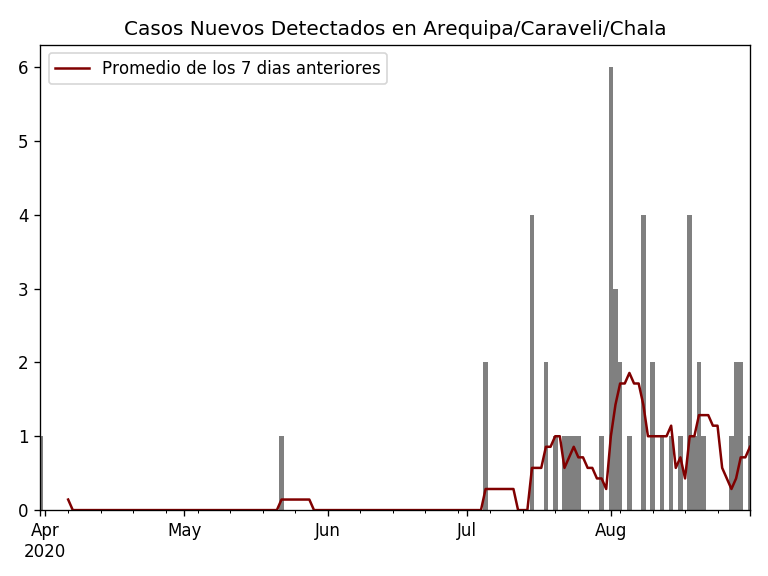 Casos Nuevos Detectados en Arequipa/Caraveli/Chala
Promedio de los 7 dias anteriores
6
5
4
3
2
1
0
Apr May Jun Jul Aug
2020